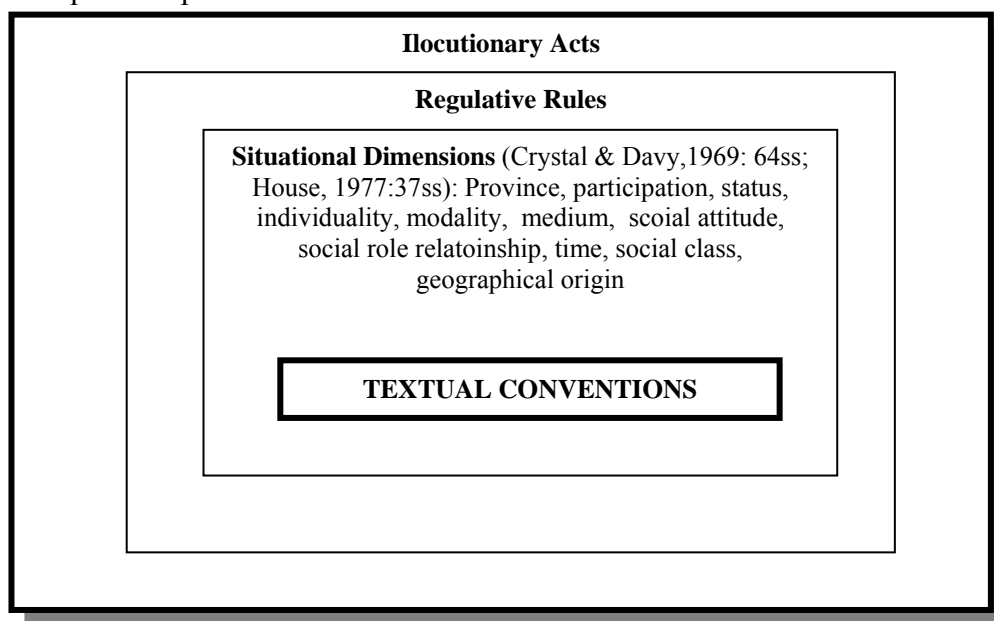 Ilocutionary Acts
Regulative Rules
Situational Dimensions (Crystal & Davy,1969: 64ss;
House, 1977:37ss): Province, participation, status,
individuality, modality, medium, scoial attitude,
social role relatoinship, time, social class,
geographical origin
TEXTUAL CONVENTIONS